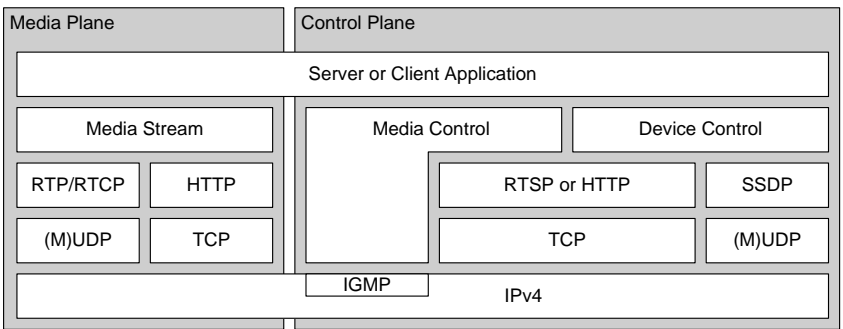 Media Plane
Control Plane
Server or Client Application
Media Stream
Media Control
Device Control
RTP/RTCP
HTTP
RTSP or HTTP
SSDP
(M)UDP
TCP
TCP
(M)UDP
IGMP
IPv4